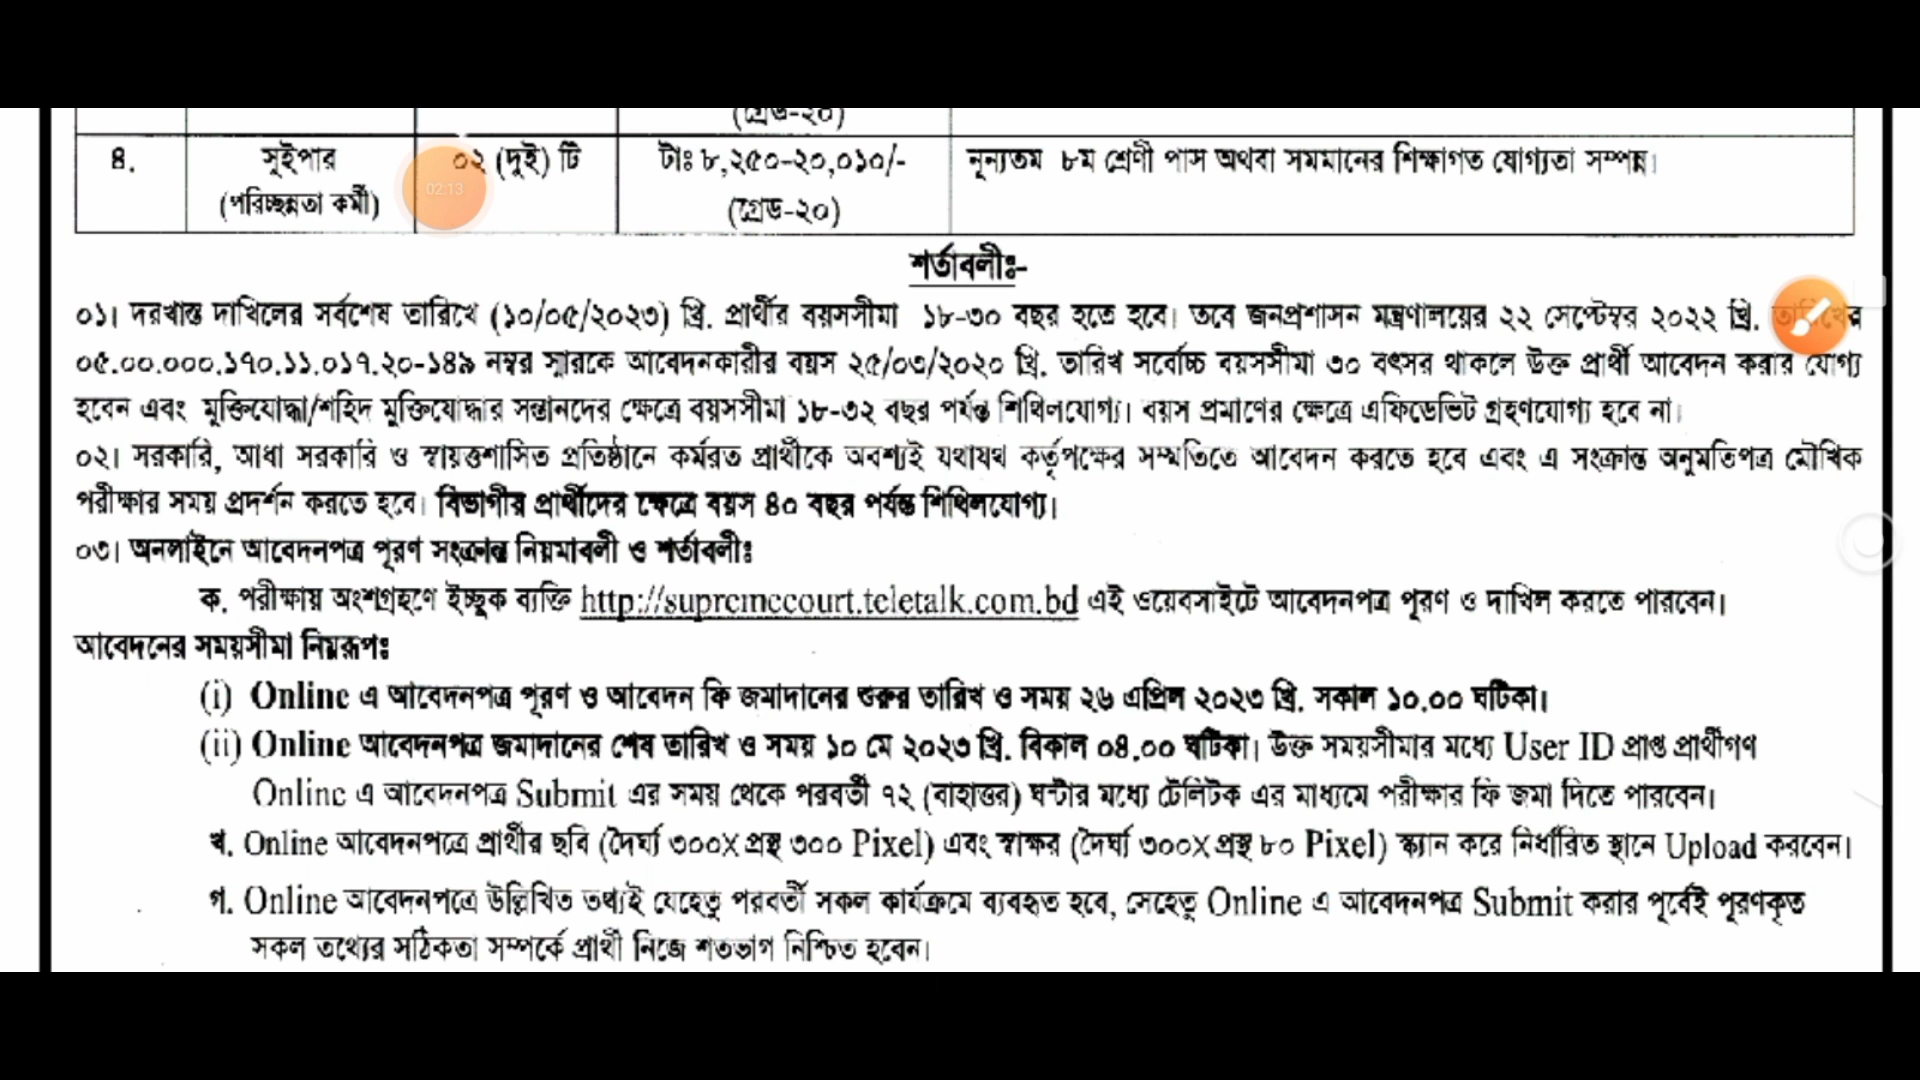 (গ্রেড-২০)
৪. সুইপার ০২ (দুই) টি টাঃ ৮,২৫০-২০,০১০/- নূন্যতম ৮ম শ্রেণী পাস অথবা সমমানের শিক্ষাগত যোগ্যতা সম্পন্ন।
(পরিচ্ছন্নতা কর্মী) 02:13 (গ্রেড-২০)
শর্তাবলীঃ-
০১। দরখাস্ত দাখিলের সর্বশেষ তারিখে (১০/০৫/২০২৩) খ্রি. প্রার্থীর বয়সসীমা ১৮-৩০ বছর হতে হবে। তবে জনপ্রশাসন মন্ত্রণালয়ের ২২ সেপ্টেম্বর ২০২২ খ্রি.
০৫.০০.০০০.১৭০.১১.০১৭.২০-১৪৯ নম্বর স্মারকে আবেদনকারীর বয়স ২৫/০৩/২০২০ খ্রি. তারিখ সর্বোচ্চ বয়সসীমা ৩০ বৎসর থাকলে উক্ত প্রার্থী আবেদন করার যোগ্য
হবেন এবং মুক্তিযোদ্ধা/শহিদ মুক্তিযোদ্ধার সন্তানদের ক্ষেত্রে বয়সসীমা ১৮-৩২ বছর পর্যন্ত শিথিলযোগ্য। বয়স প্রমাণের ক্ষেত্রে এফিডেভিট গ্রহণযোগ্য হবে না।
০২। সরকারি, আধা সরকারি ও স্বায়ত্তশাসিত প্রতিষ্ঠানে কর্মরত প্রার্থীকে অবশ্যই যথাযথ কর্তৃপক্ষের সম্মতিতে আবেদন করতে হবে এবং এ সংক্রান্ত অনুমতিপত্র মৌখিক
পরীক্ষার সময় প্রদর্শন করতে হবে। বিভাগীয় প্রার্থীদের ক্ষেত্রে বয়স ৪০ বছর পর্যন্ত শিথিলযোগ্য।
০৩। অনলাইনে আবেদনপত্র পূরণ সংক্রান্ত নিয়মাবলী ও শর্তাবলীঃ
ক. পরীক্ষায় অংশগ্রহণে ইচ্ছুক ব্যক্তি http://supremecourt.teletalk.com.bd এই ওয়েবসাইটে আবেদনপত্র পূরণ ও দাখিল করতে পারবেন।
আবেদনের সময়সীমা নিম্নরূপঃ
(i) Online এ আবেদনপত্র পূরণ ও আবেদন ফি জমাদানের শুরুর তারিখ ও সময় ২৬ এপ্রিল ২০২৩ খ্রি. সকাল ১০.০০ ঘটিকা।
(ii) Online আবেদনপত্র জমাদানের শেষ তারিখ ও সময় ১০ মে ২০২৩ খ্রি. বিকাল ০৪.০০ ঘটিকা। উক্ত সময়সীমার মধ্যে User ID প্রাপ্ত প্রার্থীগণ
Online এ আবেদনপত্র Submit এর সময় থেকে পরবর্তী ৭২ (বাহাত্তর) ঘন্টার মধ্যে টেলিটক এর মাধ্যমে পরীক্ষার ফি জমা দিতে পারবেন।
খ. Online আবেদনপত্রে প্রার্থীর ছবি (দৈর্ঘ্য ৩০০X প্রস্থ ৩০০ Pixel) এবং স্বাক্ষর (দৈর্ঘ্য ৩০০X প্রস্থ ৮০ Pixel) স্ক্যান করে নির্ধারিত স্থানে Upload করবেন।
গ. Online আবেদনপত্রে উল্লিখিত তথ্যই যেহেতু পরবর্তী সকল কার্যক্রমে ব্যবহৃত হবে, সেহেতু Online এ আবেদনপত্র Submit করার পূর্বেই পূরণকৃত
সকল তথ্যের সঠিকতা সম্পর্কে প্রার্থী নিজে শতভাগ নিশ্চিত হবেন।